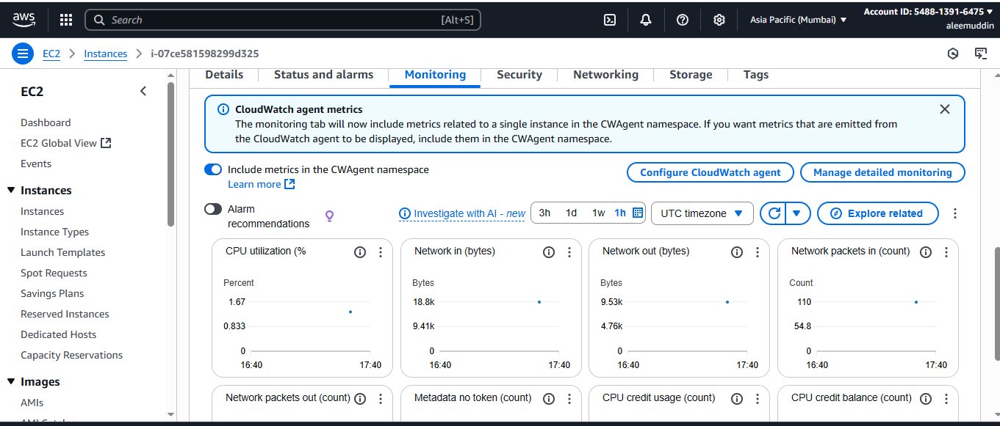 aws
Search [Alt+S]
Asia Pacific (Mumbai)
Account ID: 5488-1391-6475
aleemuddin
EC2 Instances i-07ce581598299d325
EC2
Dashboard
EC2 Global View
Events
Instances
Instances
Instance Types
Launch Templates
Spot Requests
Savings Plans
Reserved Instances
Dedicated Hosts
Capacity Reservations
Images
AMIs
Details Status and alarms Monitoring Security Networking Storage Tags
CloudWatch agent metrics
The monitoring tab will now include metrics related to a single instance in the CWAgent namespace. If you want metrics that are emitted from
the CloudWatch agent to be displayed, include them in the CWAgent namespace.
Include metrics in the CWAgent namespace
Learn more
Configure CloudWatch agent Manage detailed monitoring
Alarm
recommendations
Investigate with AI - new 3h 1d 1w 1h UTC timezone Explore related
CPU utilization (%
Percent
1.67
0.833
0
16:40 17:40
Network in (bytes)
Bytes
18.8k
9.41k
0
16:40 17:40
Network out (bytes)
Bytes
9.53k
4.76k
0
16:40 17:40
Network packets in (count)
Count
110
54.8
0
16:40 17:40
Network packets out (count) Metadata no token (count) CPU credit usage (count) CPU credit balance (count)